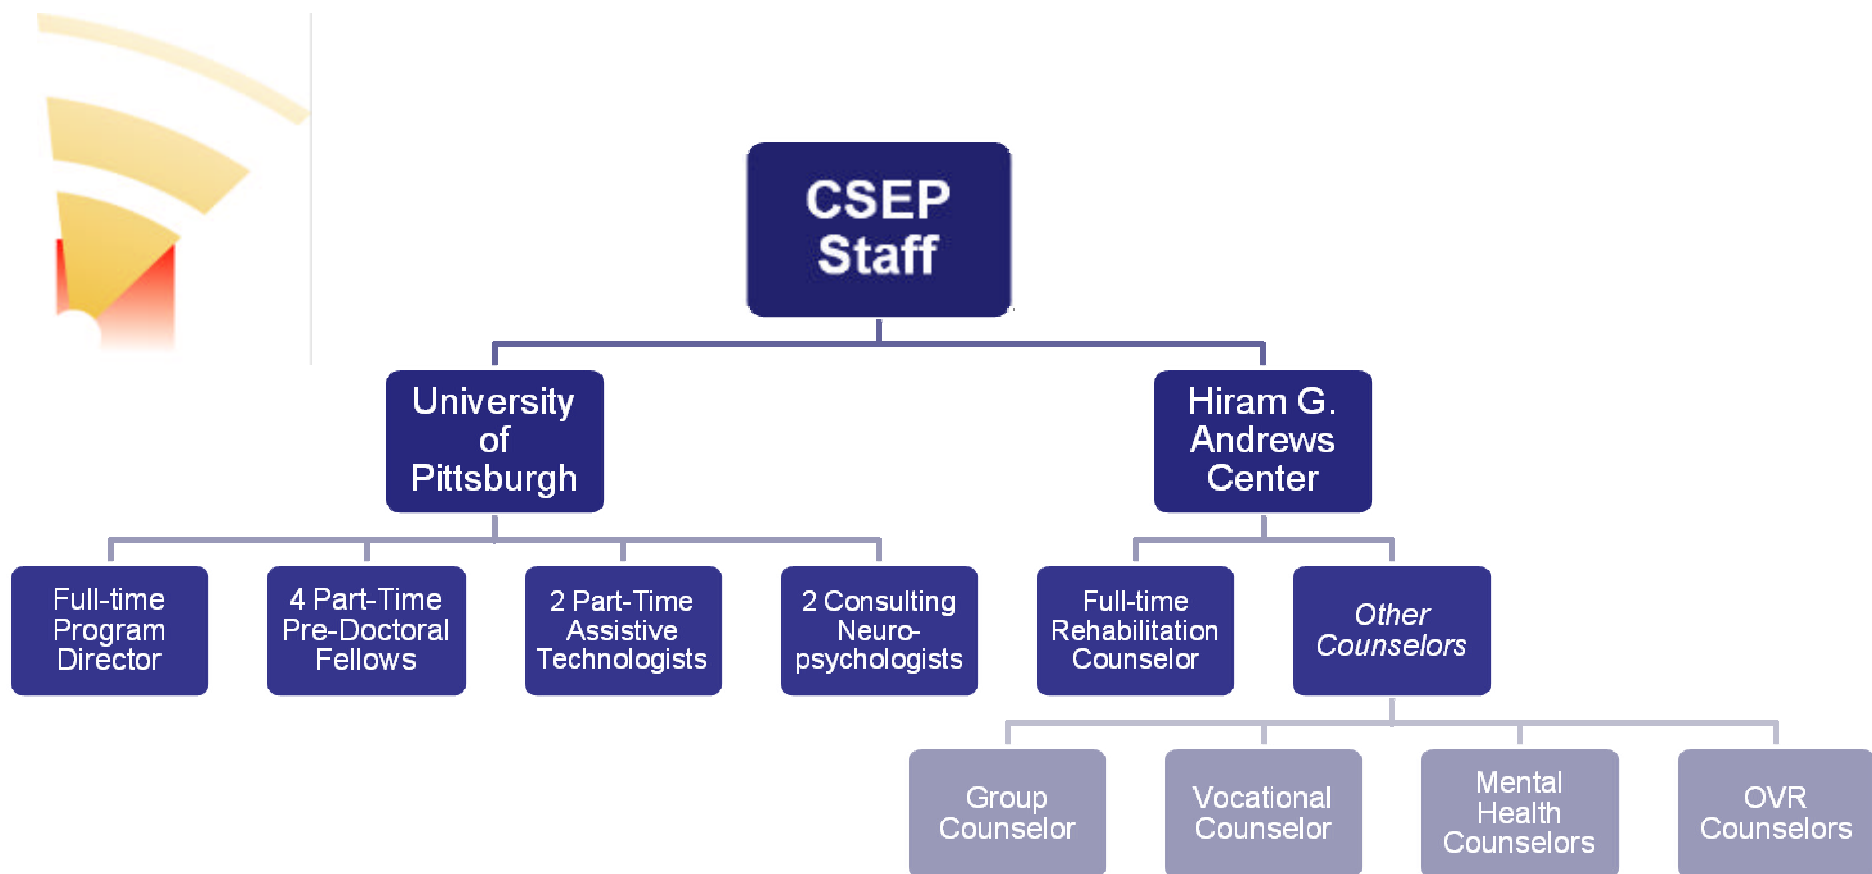 CSEP
Staff
University
of
Pittsburgh
Hiram G.
Andrews
Center
Full-time
Program
Director
4 Part-Time
Pre-Doctoral
Fellows
2 Part-Time
Assistive
Technologists
2 Consulting
Neuro-
psychologists
Full-time
Rehabilitation
Counselor
Other
Counselors
Group
Counselor
Vocational
Counselor
Mental
Health
Counselors
OVR
Counselors